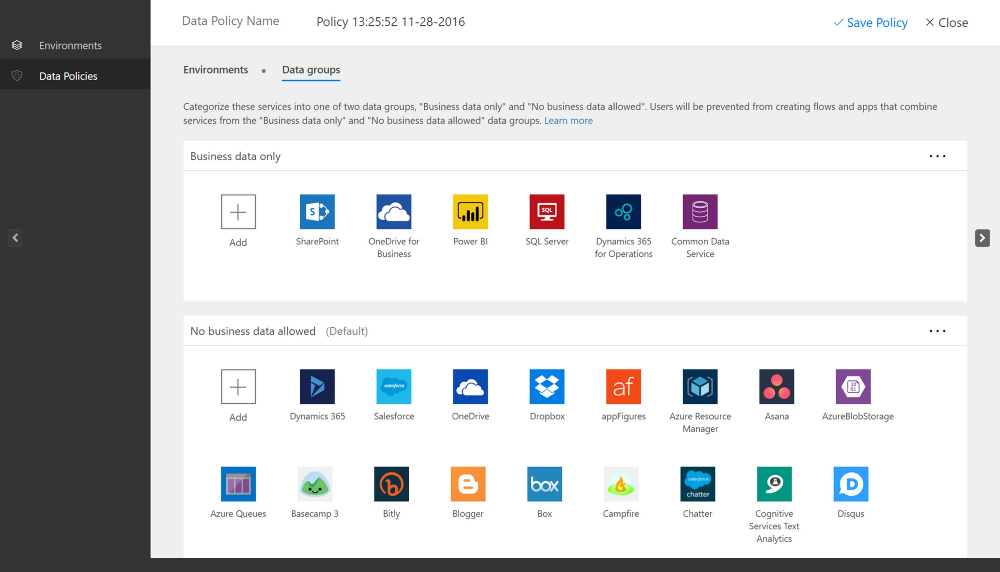 Data Policy Name
Policy 13:25:52 11-28-2016
Save Policy
Close
Environments
Data Policies
Environments • Data groups
Categorize these services into one of two data groups, "Business data only" and "No business data allowed". Users will be prevented from creating flows and apps that combine
services from the "Business data only" and "No business data allowed" data groups. Learn more
Business data only
S
SQL
Add
SharePoint
OneDrive for
Business
Power BI
SQL Server
Dynamics 365
for Operations
Common Data
Service
No business data allowed (Default)
salesforce
af
10
01
Add
Dynamics 365
Salesforce
OneDrive
Dropbox
appFigures
Azure Resource
Manager
Asana
AzureBlobStorage
b
B
box
salesforce
chatter
D
Azure Queues
Basecamp 3
Bitly
Blogger
Box
Campfire
Chatter
Cognitive
Services Text
Analytics
Disqus